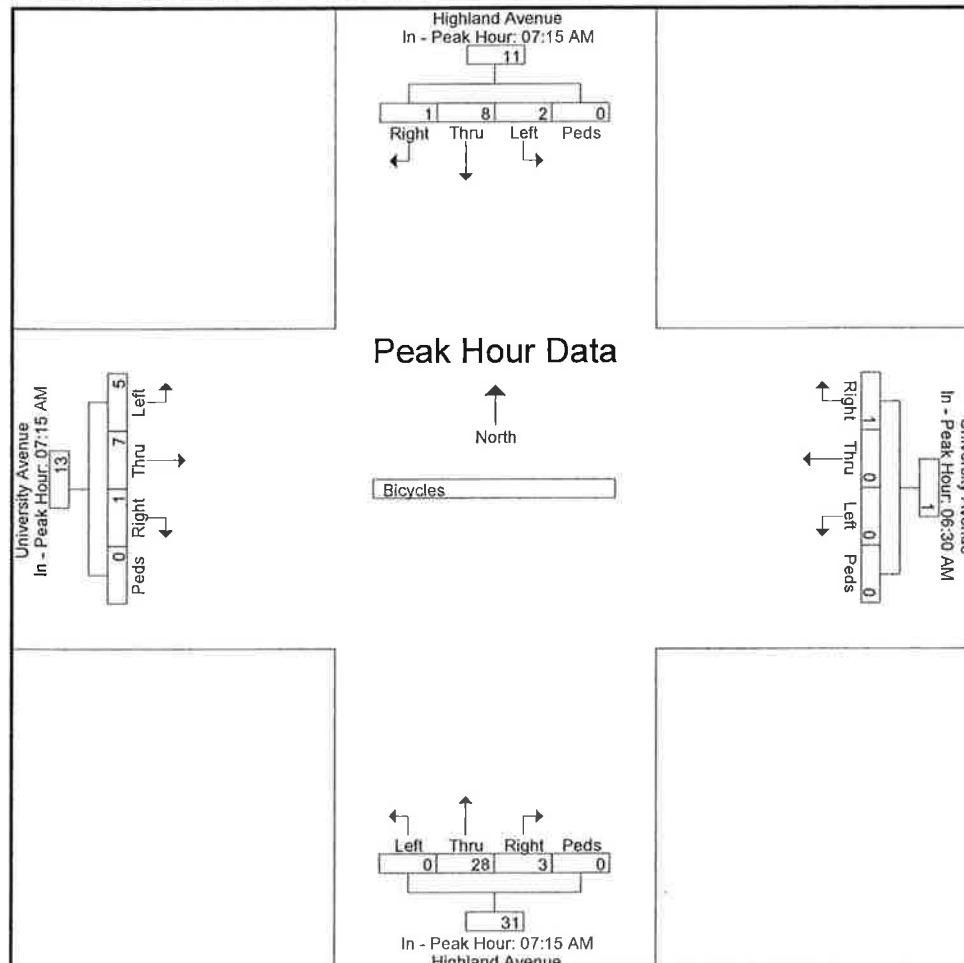 Highland Avenue
In - Peak Hour: 07:15 AM
11
1 8 2 0
Right Thru Left Peds
Peak Hour Data
North
Bicycles
University Avenue
In - Peak Hour: 07:15 AM
13
5 7 1 0
Left Thru Right Peds
Right Thru Left Peds
1 0 0 0
1
In - Peak Hour: 06:30 AM
University Avenue
Left Thru Right Peds
0 28 3 0
31
In - Peak Hour: 07:15 AM
Highland Avenue